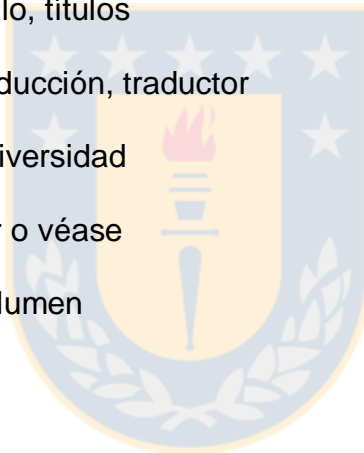 lo, títulos
ducción, traductor
iversidad
r o véase
lumen